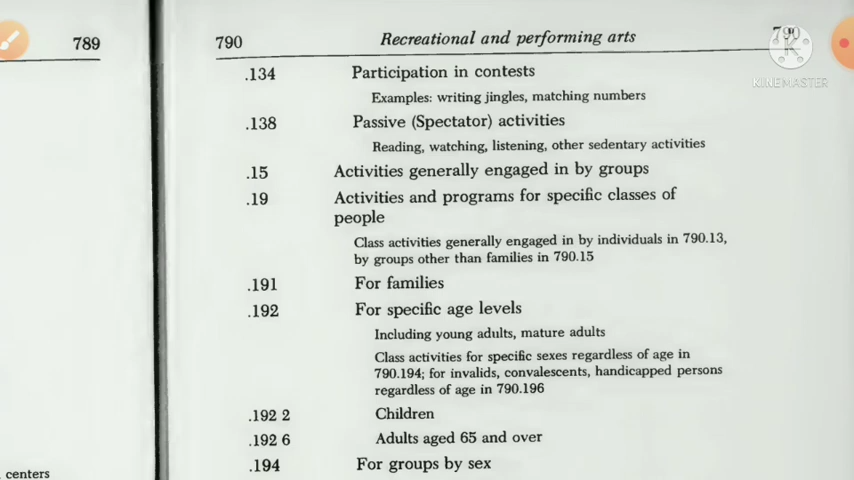 789
790
Recreational and performing arts
790
KINEMASTER
.134 Participation in contests
Examples: writing jingles, matching numbers
.138 Passive (Spectator) activities
Reading, watching, listening, other sedentary activities
.15 Activities generally engaged in by groups
.19 Activities and programs for specific classes of
people
Class activities generally engaged in by individuals in 790.13,
by groups other than families in 790.15
.191 For families
.192 For specific age levels
Including young adults, mature adults
Class activities for specific sexes regardless of age in
790.194; for invalids, convalescents, handicapped persons
regardless of age in 790.196
.192 2 Children
.192 6 Adults aged 65 and over
.194 For groups by sex
centers